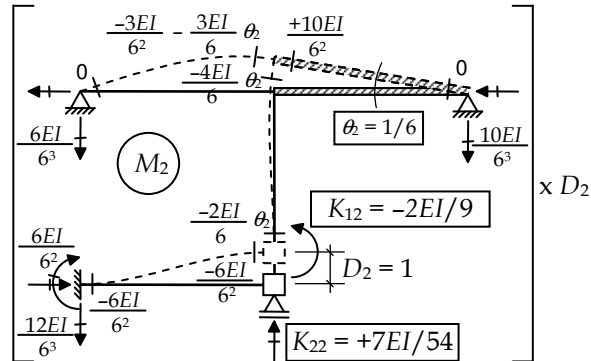 −3EI/6² − 3EI/6 θ₂
+10EI/6²
0
0
−4EI/6 θ₂
θ₂ = 1/6
6EI/6³
10EI/6³
M₂
x D₂
K₁₂ = −2EI/9
−2EI/6 θ₂
6EI/6²
−6EI/6²
D₂ = 1
−6EI/6²
12EI/6³
K₂₂ = +7EI/54